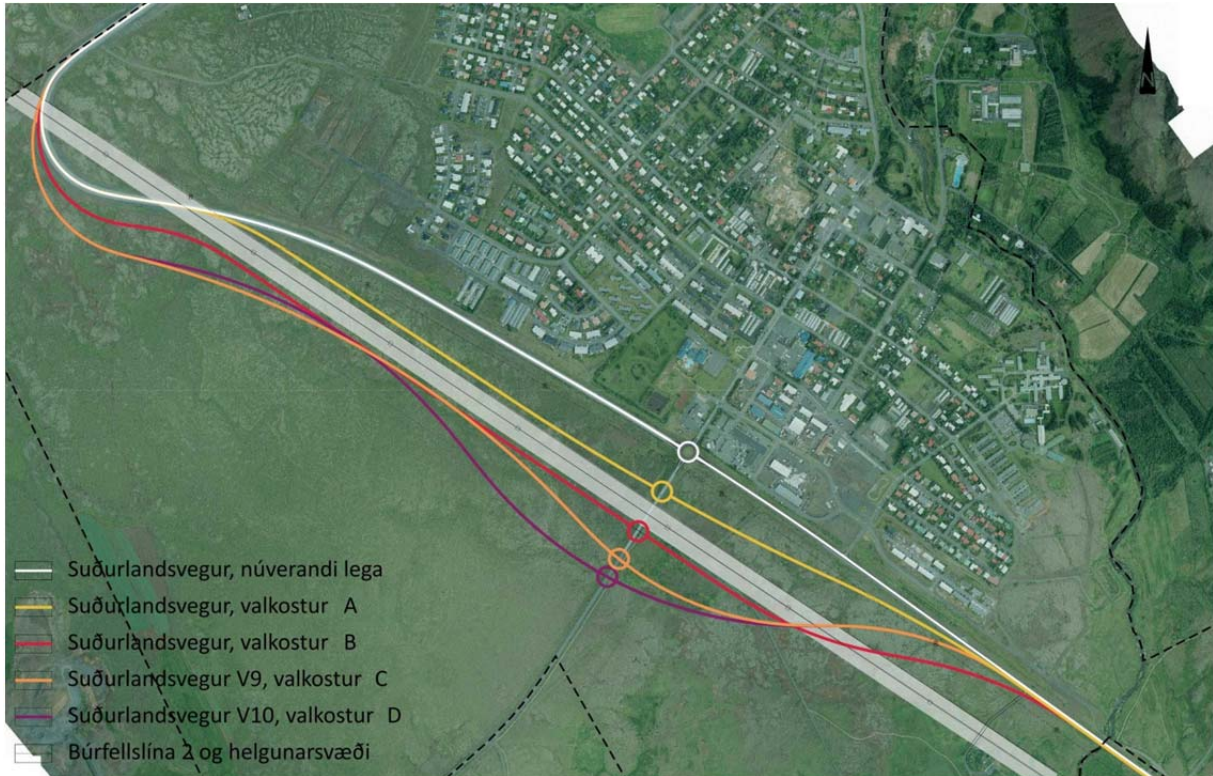 N
Suðurlandsvegur, núverandi lega
Suðurlandsvegur, valkostur A
Suðurlandsvegur, valkostur B
Suðurlandsvegur V9, valkostur C
Suðurlandsvegur V10, valkostur D
Búrfellslína 2 og helgunarsvæði